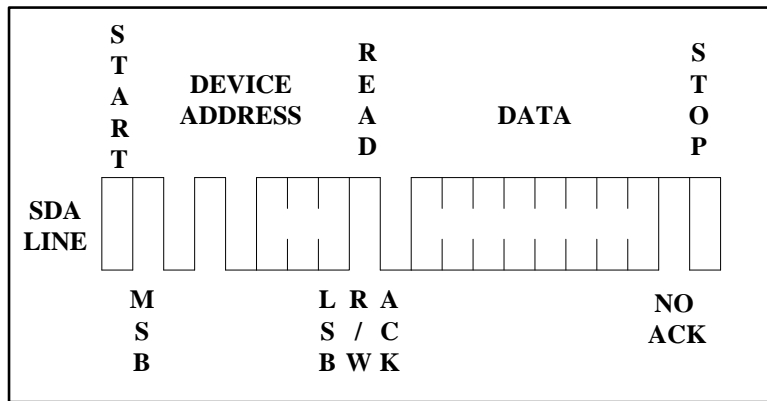 START
DEVICE
ADDRESS
READ
DATA
STOP
SDA
LINE
MSB
LSB
R/W
ACK
NO
ACK